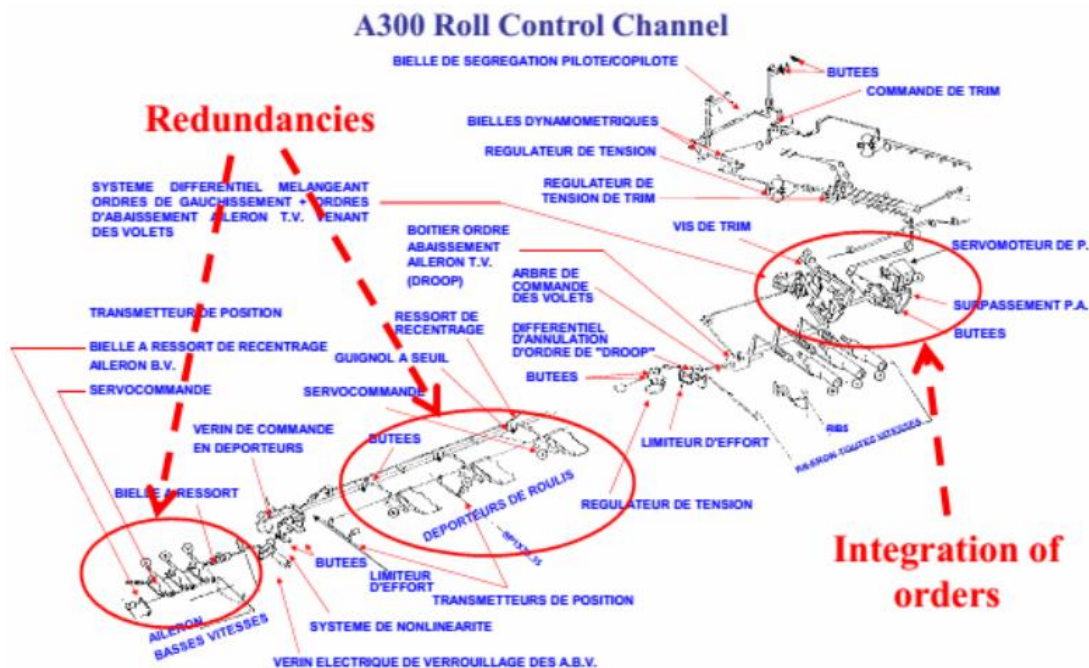 A300 Roll Control Channel
BIELLE DE SEGREGATION PILOTE/COPILOTE
BUTEES
COMMANDE DE TRIM
Redundancies
BIELLES DYNAMOMETRIQUES
REGULATEUR DE TENSION
SYSTEME DIFFERENTIEL MELANGEANT
ORDRES DE GAUCHISSEMENT + ORDRES
D'ABAISSEMENT AILERON T.V. VENANT
DES VOLETS
REGULATEUR DE
TENSION DE TRIM
BOITIER ORDRE
ABAISSEMENT
AILERON T.V.
(DROOP)
VIS DE TRIM
SERVOMOTEUR DE P.
ARBRE DE
COMMANDE
DES VOLETS
SURPASSEMENT P.A.
BUTEES
TRANSMETTEUR DE POSITION
RESSORT DE
RECENTRAGE
DIFFERENTIEL
D'ANNULATION
D'ORDRE DE "DROOP"
BIELLE A RESSORT DE RECENTRAGE
AILERON B.V.
GUIGNOL A SEUIL
BUTEES
SERVOCOMMANDE
SERVOCOMMANDE
VERIN DE COMMANDE
EN DEPORTEURS
BUTEES
LIMITEUR D'EFFORT
RIB5
AILERON TOUTES VITESSES
BIELLE A RESSORT
DEPORTEURS DE ROULIS
REGULATEUR DE TENSION
Integration of
orders
BUTEES
LIMITEUR
D'EFFORT
TRANSMETTEURS DE POSITION
AILERON
BASSES VITESSES
SYSTEME DE NONLINEARITE
VERIN ELECTRIQUE DE VERROUILLAGE DES A.B.V.